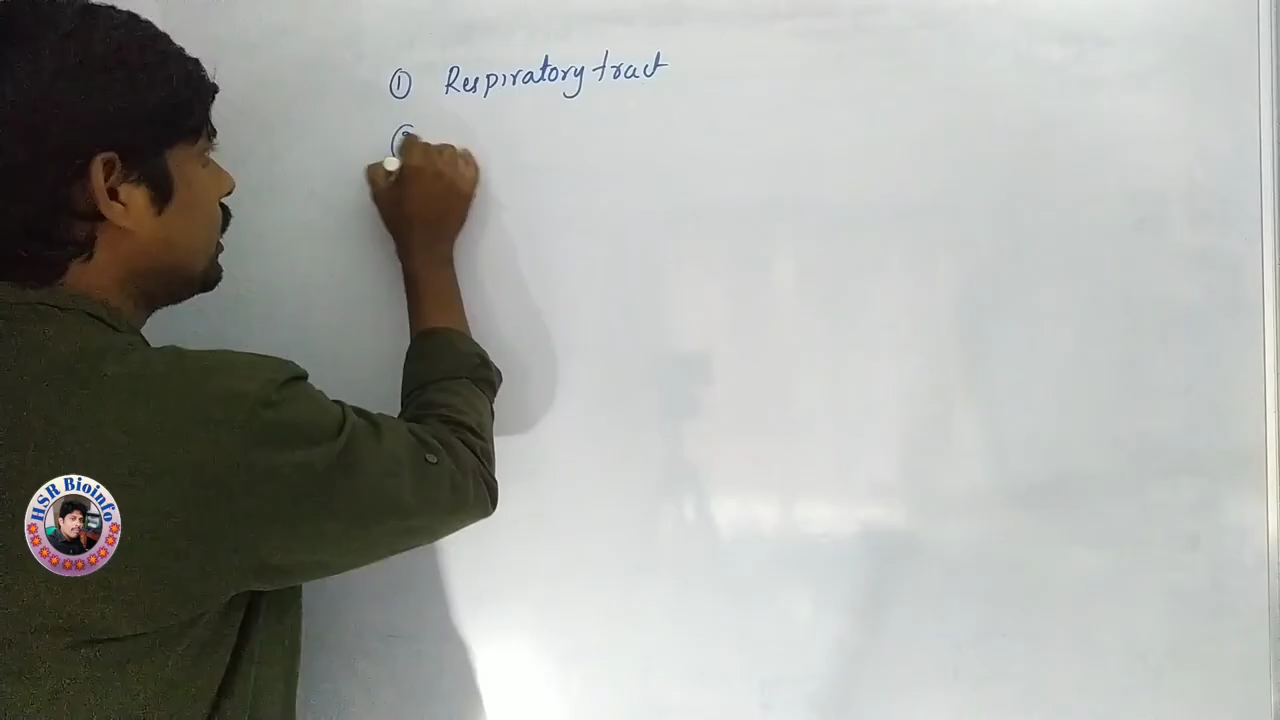 ① Respiratory tract
HSR Bioinfo